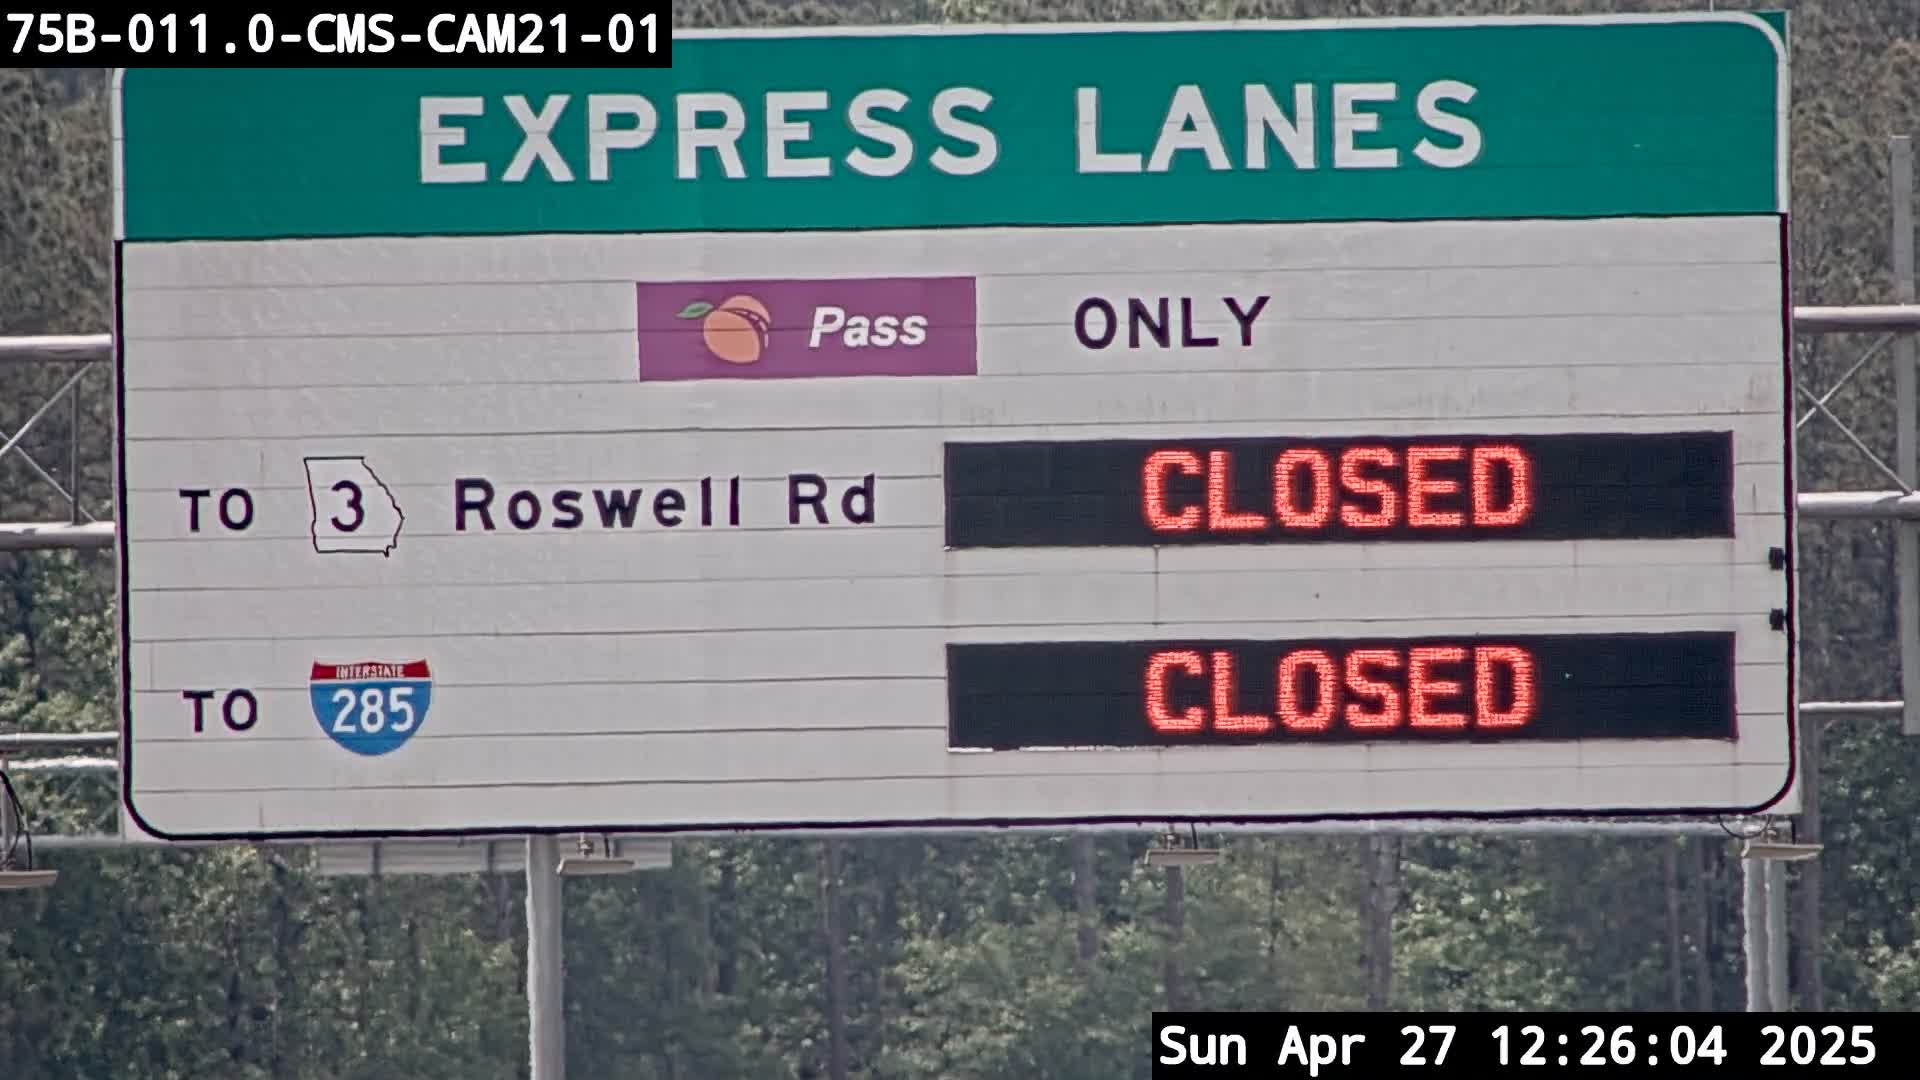 75B-011.0-CMS-CAM21-01
EXPRESS LANES
Pass ONLY
TO 3 Roswell Rd CLOSED
TO INTERSTATE 285 CLOSED
Sun Apr 27 12:26:04 2025